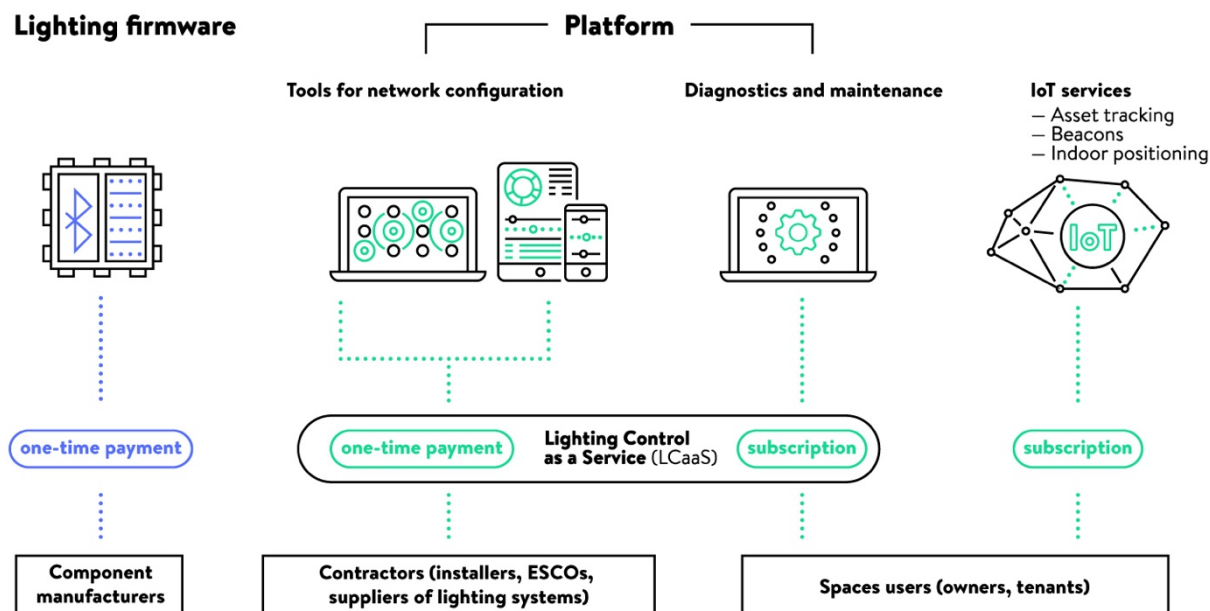 Lighting firmware
Platform
Tools for network configuration
Diagnostics and maintenance
IoT services
— Asset tracking
— Beacons
— Indoor positioning
IoT
one-time payment
one-time payment
Lighting Control
as a Service (LCaaS)
subscription
subscription
Component
manufacturers
Contractors (installers, ESCOs,
suppliers of lighting systems)
Spaces users (owners, tenants)